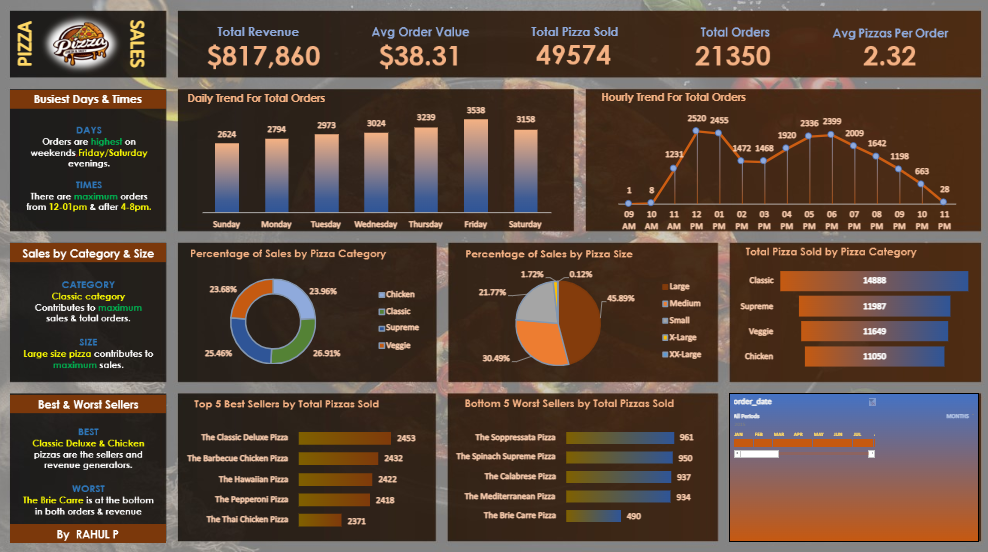 PIZZA
Pizza
SALES
Total Revenue
$817,860
Avg Order Value
$38.31
Total Pizza Sold
49574
Total Orders
21350
Avg Pizzas Per Order
2.32
Busiest Days & Times
DAYS
Orders are highest on
weekends Friday/Saturday
evenings.
TIMES
There are maximum orders
from 12-01pm & after 4-8pm.
Daily Trend For Total Orders
2624 2794 2973 3024 3239 3538 3158
Sunday Monday Tuesday Wednesday Thursday Friday Saturday
Hourly Trend For Total Orders
1 8 1231 2520 2455 1472 1468 1920 2336 2399 2009 1642 1198 663 28
09 10 11 12 01 02 03 04 05 06 07 08 09 10 11
AM AM AM PM PM PM PM PM PM PM PM PM PM PM PM
Sales by Category & Size
CATEGORY
Classic category
Contributes to maximum
sales & total orders.
SIZE
Large size pizza contributes to
maximum sales.
Percentage of Sales by Pizza Category
23.68% 23.96%
25.46% 26.91%
Chicken
Classic
Supreme
Veggie
Percentage of Sales by Pizza Size
1.72% 0.12%
21.77% 45.89%
30.49%
Large
Medium
Small
X-Large
XX-Large
Total Pizza Sold by Pizza Category
Classic 14888
Supreme 11987
Veggie 11649
Chicken 11050
Best & Worst Sellers
BEST
Classic Deluxe & Chicken
pizzas are the sellers and
revenue generators.
WORST
The Brie Carre is at the bottom
in both orders & revenue
By RAHUL P
Top 5 Best Sellers by Total Pizzas Sold
The Classic Deluxe Pizza 2453
The Barbecue Chicken Pizza 2432
The Hawaiian Pizza 2422
The Pepperoni Pizza 2418
The Thai Chicken Pizza 2371
Bottom 5 Worst Sellers by Total Pizzas Sold
The Soppressata Pizza 961
The Spinach Supreme Pizza 950
The Calabrese Pizza 937
The Mediterranean Pizza 934
The Brie Carre Pizza 490
order_date
All Periods MONTHS
JAN FEB MAR APR MAY JUN JUL